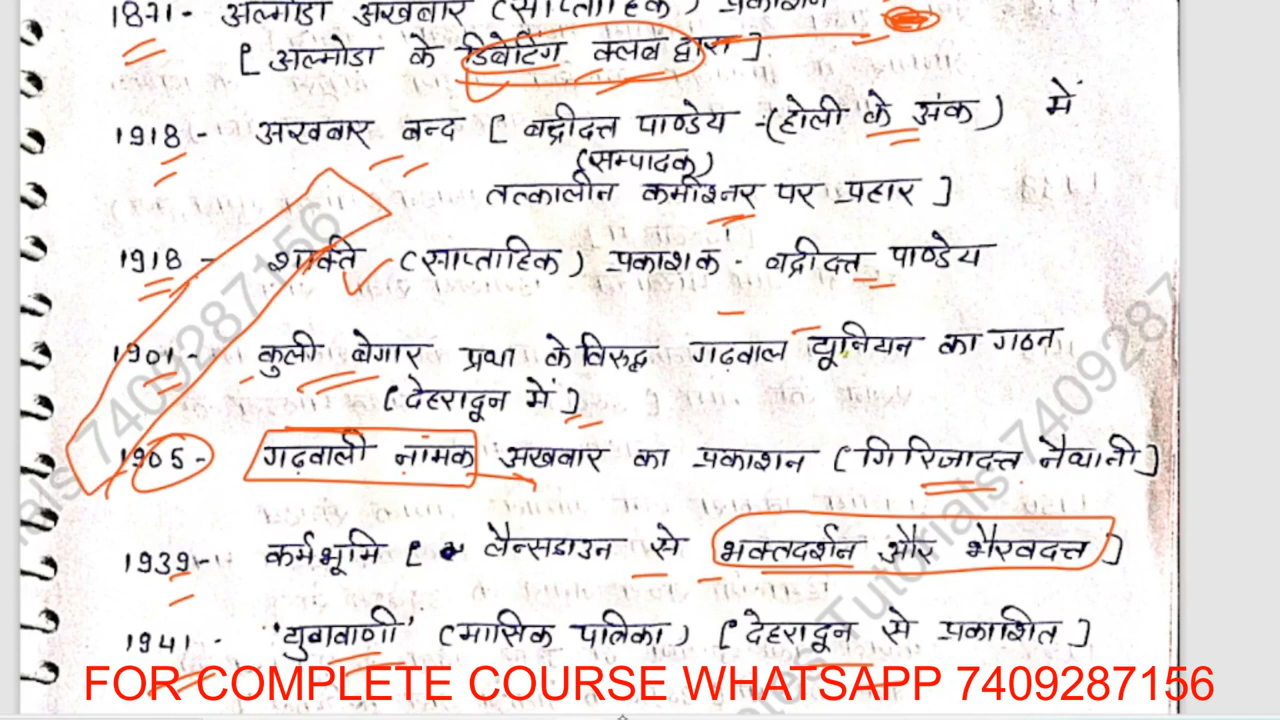 1871- अल्मोडा अखबार (साप्ताहिक) प्रकाशन
[ अल्मोडा के डिबेटिंग क्लब द्वारा ]
1918- अखबार बन्द [ बद्रीदत्त पाण्डेय -(होली के अंक) में
(सम्पादक)
तत्कालीन कमीश्नर पर प्रहार ]
1918 - शक्ति (साप्ताहिक) प्रकाशक - बद्रीदत्त पाण्डेय
1901- कुली बेगार प्रथा के विरुद्ध गढ़वाल यूनियन का गठन
[देहरादून में]
1905- गढ़वाली नामक अखबार का प्रकाशन (गिरिजादत्त नैथानी]
1939- कर्मभूमि [ लैन्सडाउन से भक्तदर्शन और भैरवदत्त ]
1941 - 'युगवाणी' (मासिक पत्रिका) [देहरादून से प्रकाशित]
FOR COMPLETE COURSE WHATSAPP 7409287156